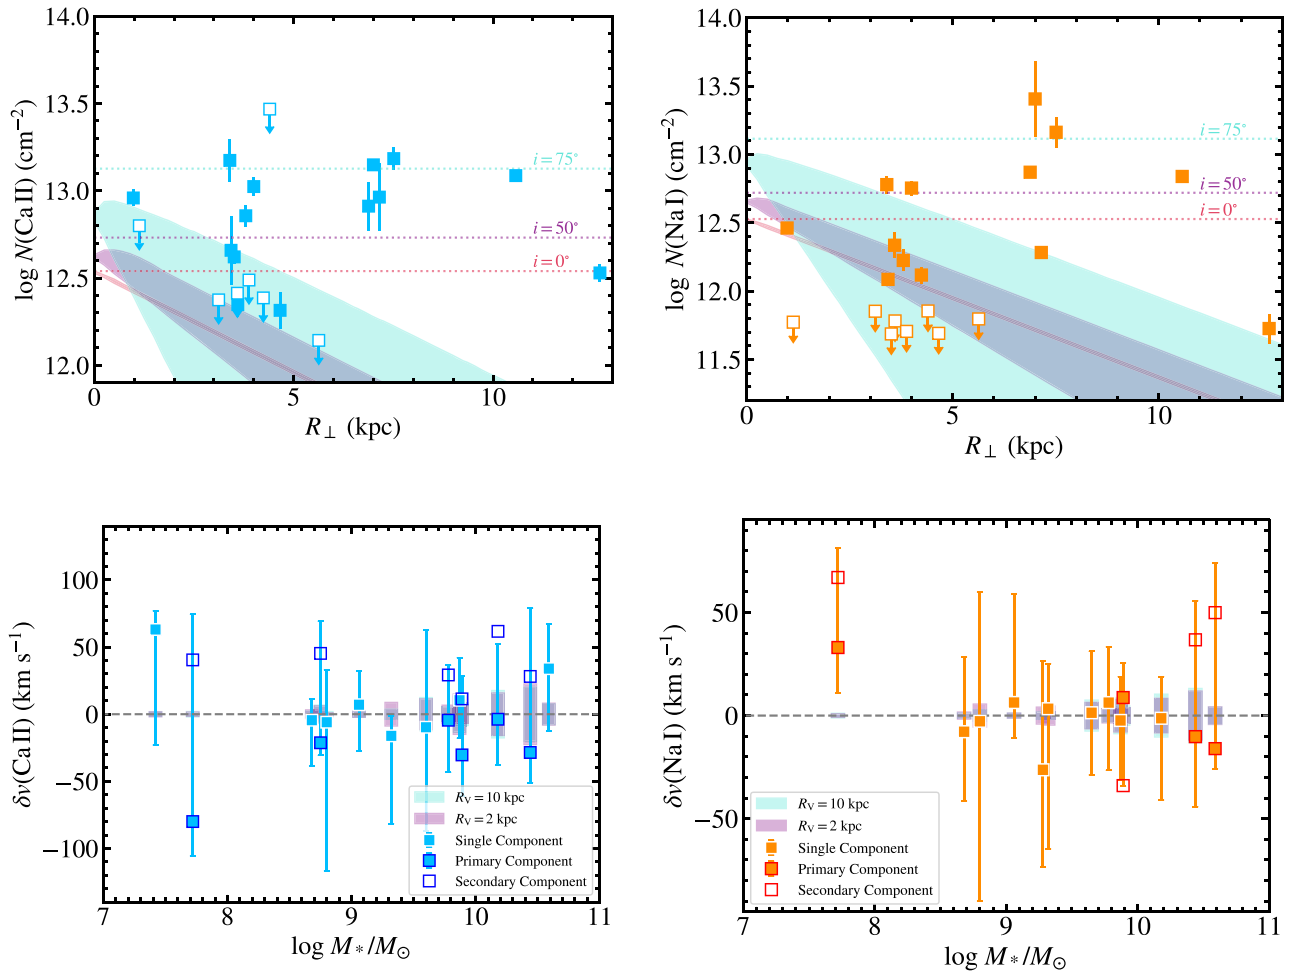 14.0
13.5
13.0
12.5
12.0
log N(Ca II) (cm−2)
i = 75°
i = 50°
i = 0°
0
5
10
R⊥ (kpc)
14.0
13.5
13.0
12.5
12.0
11.5
log N(Na I) (cm−2)
i = 75°
i = 50°
i = 0°
0
5
10
R⊥ (kpc)
100
50
0
−50
−100
δv(Ca II) (km s−1)
RV = 10 kpc
RV = 2 kpc
Single Component
Primary Component
Secondary Component
7
8
9
10
11
log M*/M⊙
50
0
−50
δv(Na I) (km s−1)
RV = 10 kpc
RV = 2 kpc
Single Component
Primary Component
Secondary Component
7
8
9
10
11
log M*/M⊙